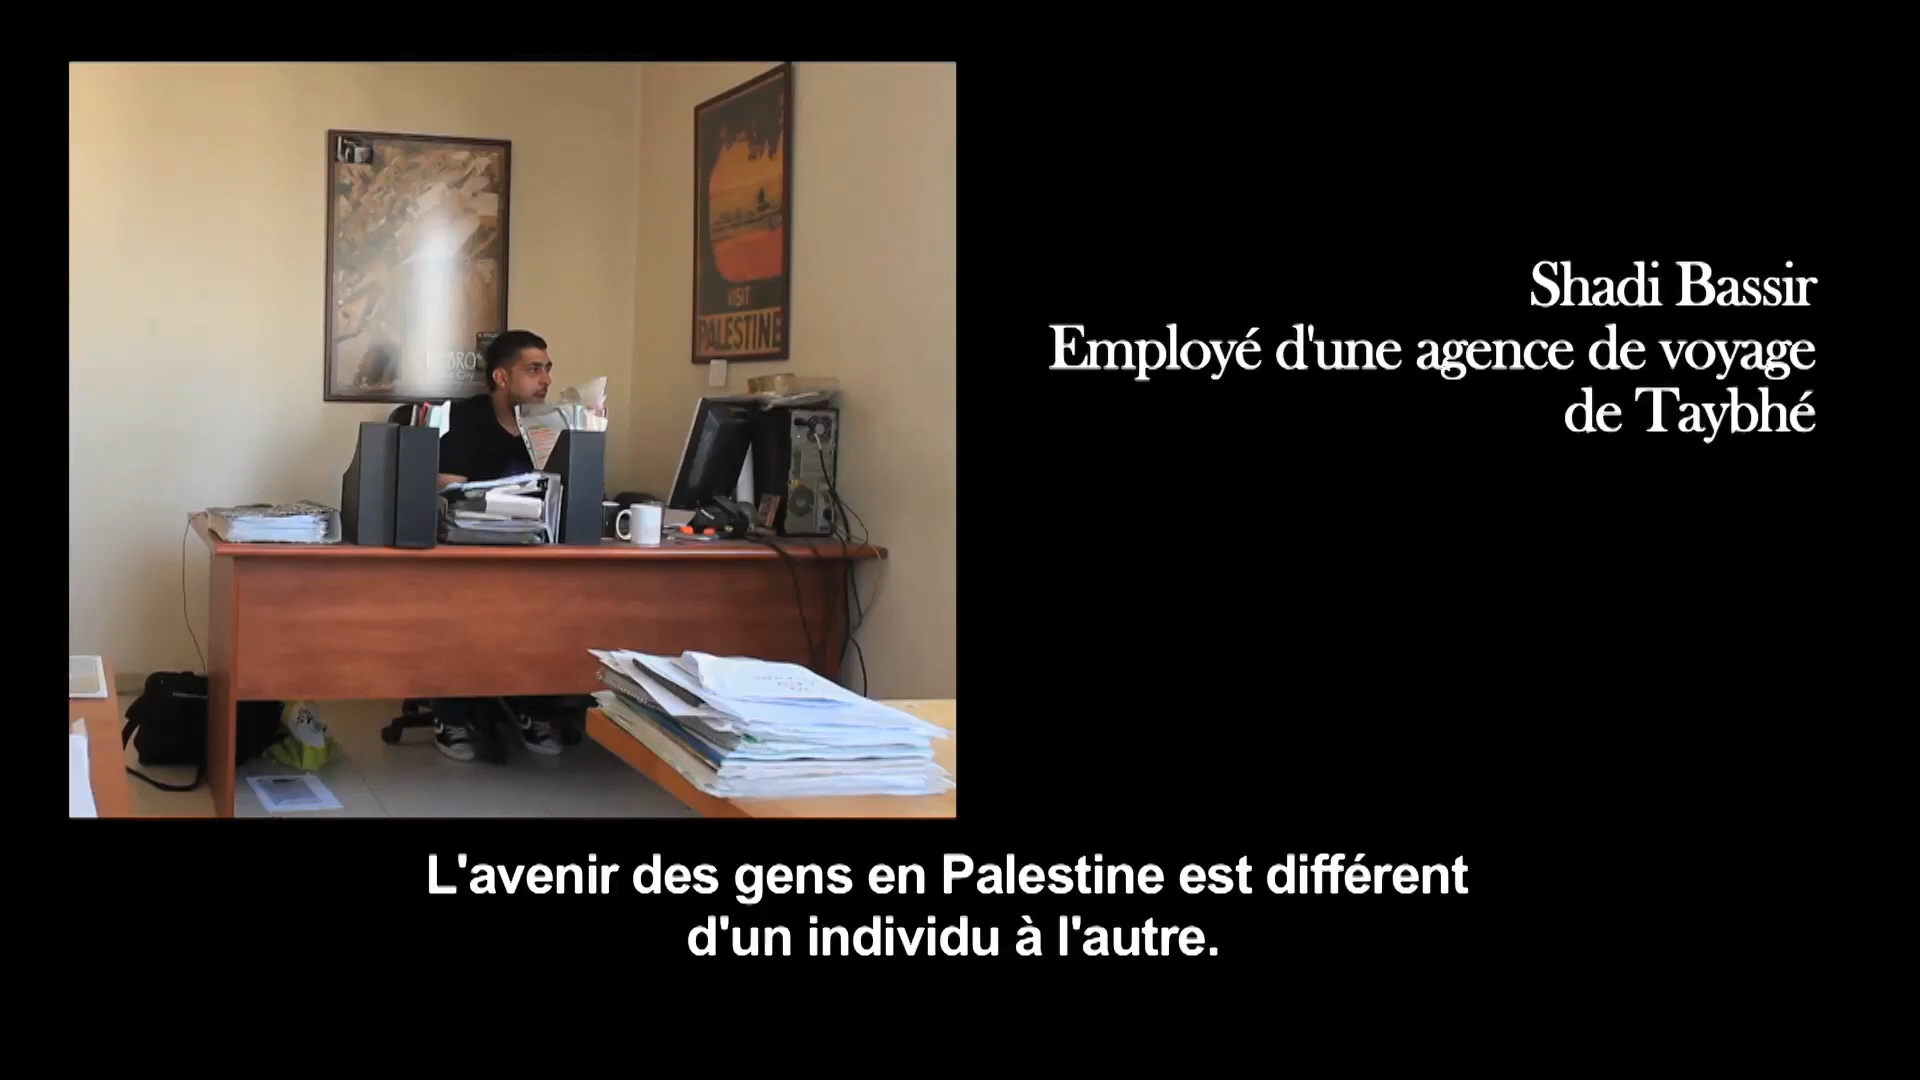 VISIT
PALESTINE
Shadi Bassir
Employé d'une agence de voyage
de Taybhé
L'avenir des gens en Palestine est différent
d'un individu à l'autre.